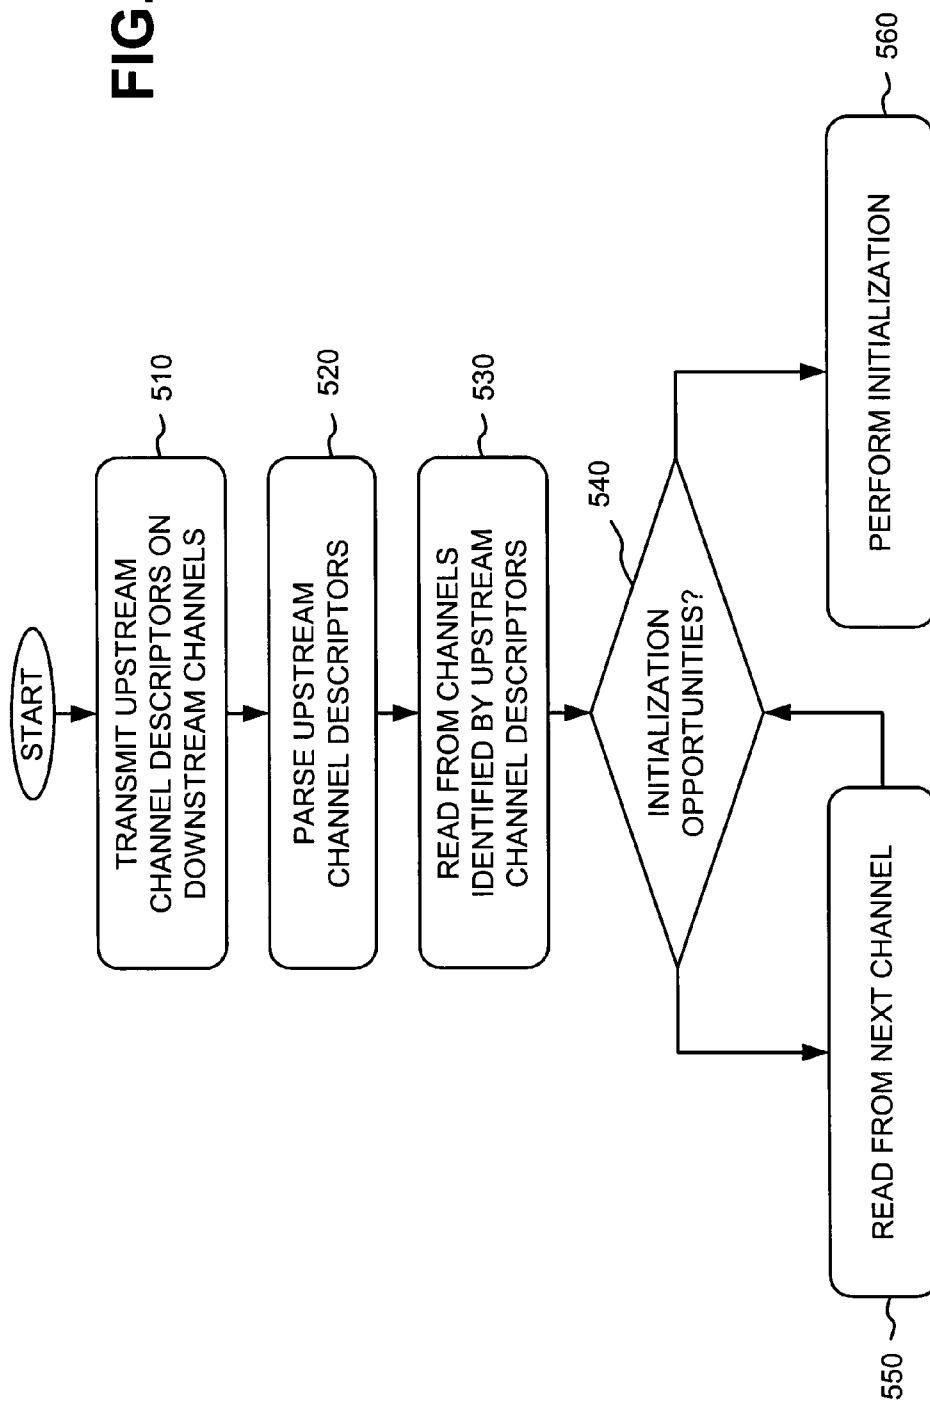 FIG.
START
TRANSMIT UPSTREAM
CHANNEL DESCRIPTORS ON
DOWNSTREAM CHANNELS
510
PARSE UPSTREAM
CHANNEL DESCRIPTORS
520
READ FROM CHANNELS
IDENTIFIED BY UPSTREAM
CHANNEL DESCRIPTORS
530
INITIALIZATION
OPPORTUNITIES?
540
READ FROM NEXT CHANNEL
550
PERFORM INITIALIZATION
560